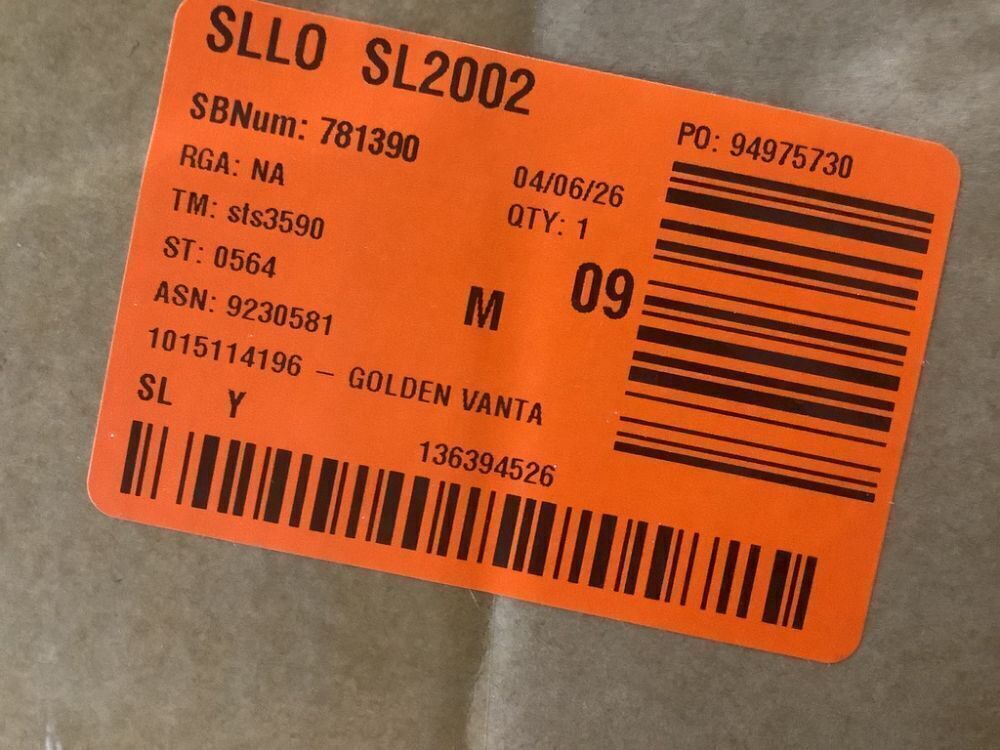 SLLO SL2002
SBNum: 781390
PO: 94975730
RGA: NA
04/06/26
TM: sts3590
QTY: 1
ST: 0564
ASN: 9230581
M
09
1015114196 – GOLDEN VANTA
SL Y
136394526